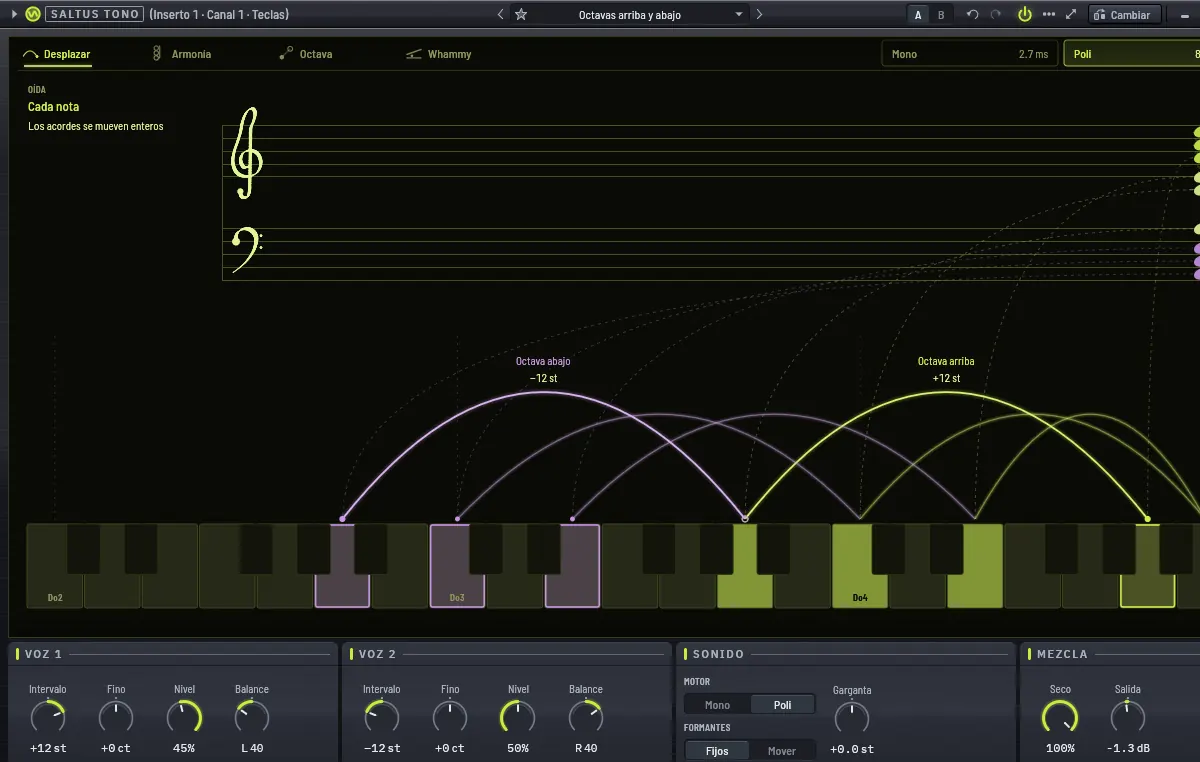 SALTUS TONO (Inserto 1 · Canal 1 · Teclas) Octavas arriba y abajo A B Cambiar
Desplazar Armonía Octava Whammy Mono 2.7 ms Poli
OÍDA
Cada nota
Los acordes se mueven enteros
Octava abajo Octava arriba
−12 st +12 st
Do2 Do3 Do4
VOZ 1 VOZ 2 SONIDO MEZCLA
MOTOR
Intervalo Fino Nivel Balance Intervalo Fino Nivel Balance Garganta Seco Salida
Mono Poli
FORMANTES
+12 st +0 ct 45% L 40 −12 st +0 ct 50% R 40 Fijos Mover +0.0 st 100% -1.3 dB